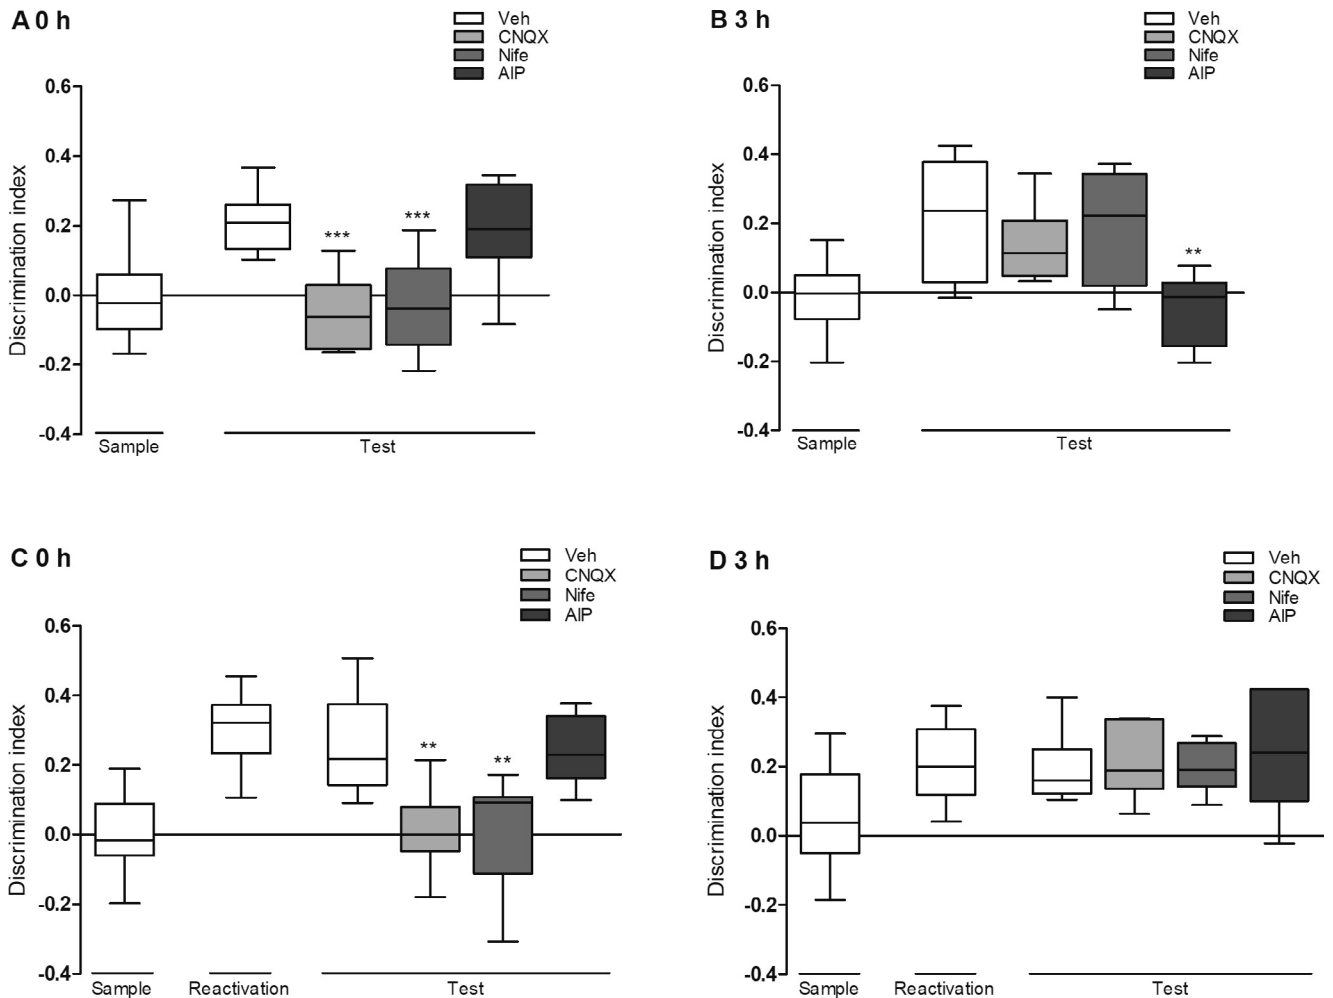 A 0 h
Veh
CNQX
Nife
AIP
0.6
0.4
0.2
0.0
-0.2
-0.4
Discrimination index
***
***
Sample
Test
B 3 h
Veh
CNQX
Nife
AIP
0.6
0.4
0.2
0.0
-0.2
-0.4
Discrimination index
**
Sample
Test
C 0 h
Veh
CNQX
Nife
AIP
0.6
0.4
0.2
0.0
-0.2
-0.4
Discrimination index
**
**
Sample
Reactivation
Test
D 3 h
Veh
CNQX
Nife
AIP
0.6
0.4
0.2
0.0
-0.2
-0.4
Discrimination index
Sample
Reactivation
Test